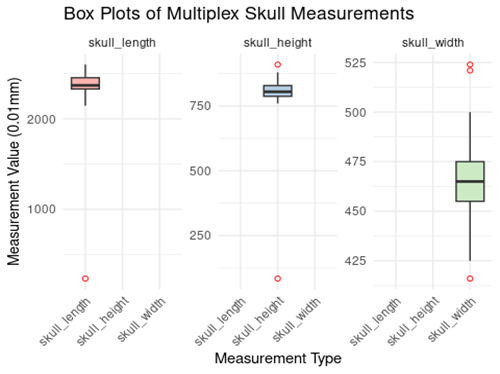 Box Plots of Multiplex Skull Measurements
skull_length
skull_height
skull_width
Measurement Value (0.01mm)
2000
1000
750
500
250
525
500
475
450
425
skull_length
skull_height
skull_width
skull_length
skull_height
skull_width
skull_length
skull_height
skull_width
Measurement Type